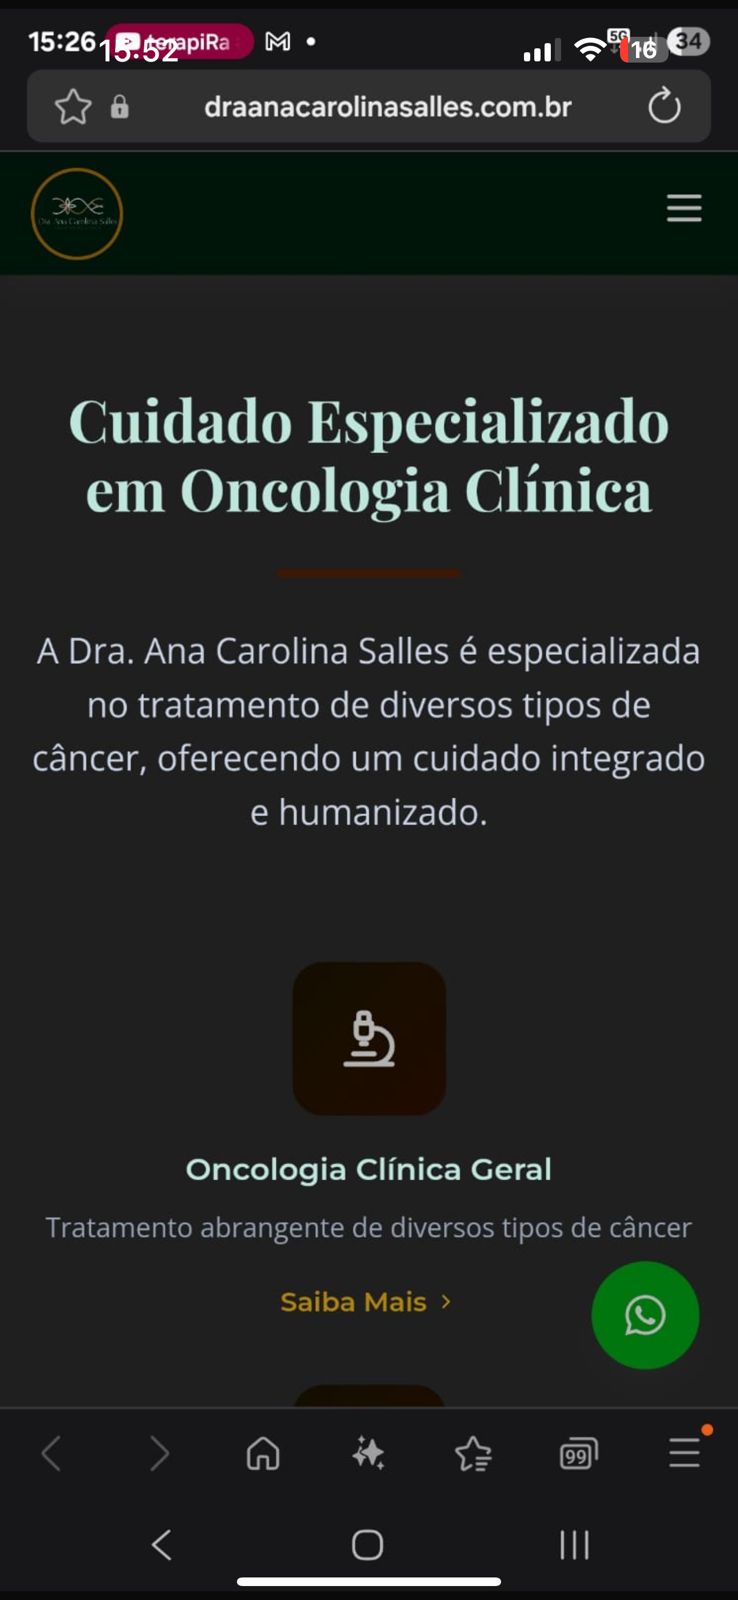 15:26
terapiRa
15:52
5G
16
34
draanacarolinasalles.com.br
Dra. Ana Carolina Salles
Cuidado Especializado
em Oncologia Clínica
A Dra. Ana Carolina Salles é especializada
no tratamento de diversos tipos de
câncer, oferecendo um cuidado integrado
e humanizado.
Oncologia Clínica Geral
Tratamento abrangente de diversos tipos de câncer
Saiba Mais
99